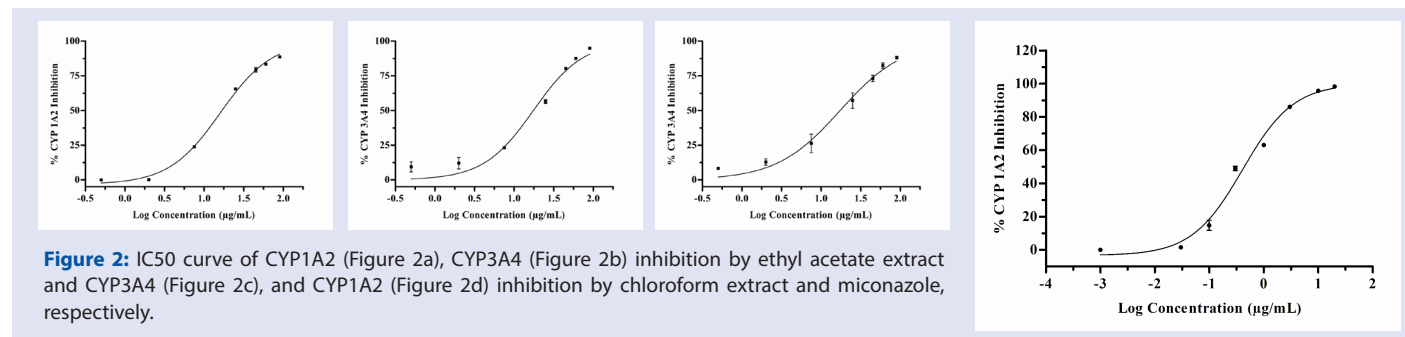 100
75
50
25
0
-0.5 0.0 0.5 1.0 1.5 2.0
% CYP 1A2 Inhibition
Log Concentration (µg/mL)
100
75
50
25
0
-0.5 0.0 0.5 1.0 1.5 2.0
% CYP 3A4 Inhibition
Log Concentration (µg/mL)
100
75
50
25
0
-0.5 0.0 0.5 1.0 1.5 2.0
% CYP 3A4 Inhibition
Log Concentration (µg/mL)
120
100
80
60
40
20
0
-4 -3 -2 -1 0 1 2
% CYP 1A2 Inhibition
Log Concentration (µg/mL)
Figure 2: IC50 curve of CYP1A2 (Figure 2a), CYP3A4 (Figure 2b) inhibition by ethyl acetate extract
and CYP3A4 (Figure 2c), and CYP1A2 (Figure 2d) inhibition by chloroform extract and miconazole,
respectively.